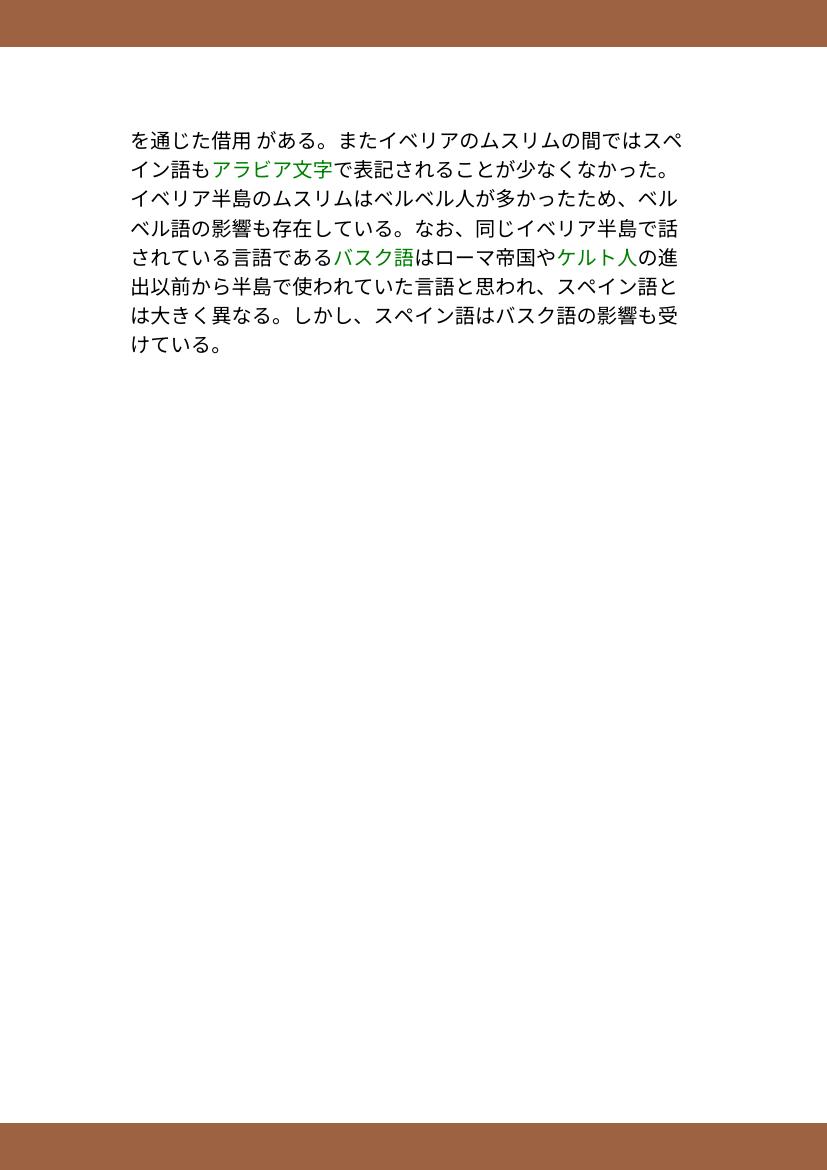 を通じた借用 がある。またイベリアのムスリムの間ではスペ
イン語もアラビア文字で表記されることが少なくなかった。
イベリア半島のムスリムはベルベル人が多かったため、ベル
ベル語の影響も存在している。なお、同じイベリア半島で話
されている言語であるバスク語はローマ帝国やケルト人の進
出以前から半島で使われていた言語と思われ、スペイン語と
は大きく異なる。しかし、スペイン語はバスク語の影響も受
けている。